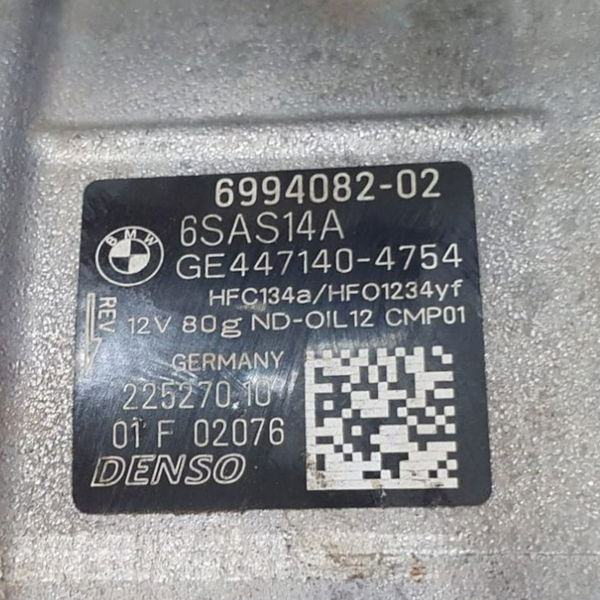 6994082-02
BMW
6SAS14A
GE447140-4754
HFC134a/HFO1234yf
REV
12V 80g ND-OIL12 CMP01
GERMANY
225270.10
01 F 02076
DENSO